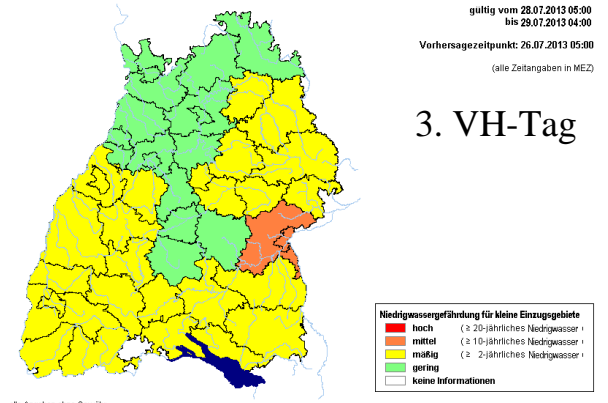 gültig vom 28.07.2013 05:00
bis 29.07.2013 04:00
Vorhersagezeitpunkt: 26.07.2013 05:00
(alle Zeitangaben in MEZ)
3. VH-Tag
Niedrigwassergefährdung für kleine Einzugsgebiete
hoch (≥ 20-jährliches Niedrigwasser
mittel (≥ 10-jährliches Niedrigwasser
mäßig (≥ 2-jährliches Niedrigwasser
gering
keine Informationen